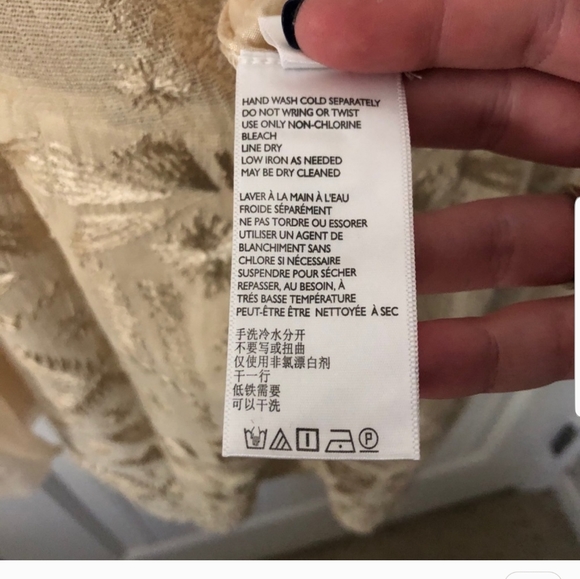 HAND WASH COLD SEPARATELY
DO NOT WRING OR TWIST
USE ONLY NON-CHLORINE
BLEACH
LINE DRY
LOW IRON AS NEEDED
MAY BE DRY CLEANED
LAVER À LA MAIN À L'EAU
FROIDE SÉPARÉMENT
NE PAS TORDRE OU ESSORER
UTILISER UN AGENT DE
BLANCHIMENT SANS
CHLORE SI NÉCESSAIRE
SUSPENDRE POUR SÉCHER
REPASSER, AU BESOIN, À
TRÈS BASSE TEMPÉRATURE
PEUT-ÊTRE ÊTRE NETTOYÉE À SEC
手洗冷水分开
不要写或扭曲
仅使用非氯漂白剂
干一行
低铁需要
可以干洗
P